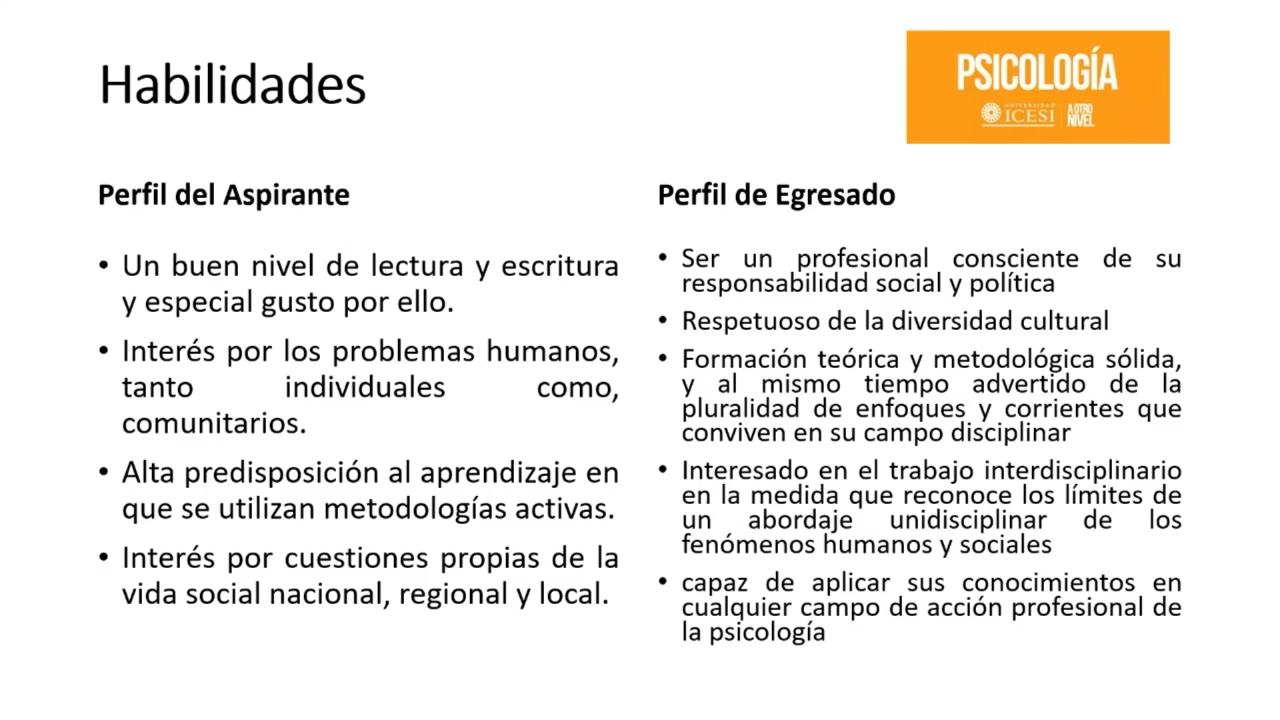 Habilidades
PSICOLOGÍA
UNIVERSIDAD
ICESI
A OTRO
NIVEL
Perfil del Aspirante
• Un buen nivel de lectura y escritura
y especial gusto por ello.
• Interés por los problemas humanos,
tanto individuales como,
comunitarios.
• Alta predisposición al aprendizaje en
que se utilizan metodologías activas.
• Interés por cuestiones propias de la
vida social nacional, regional y local.
Perfil de Egresado
• Ser un profesional consciente de su
responsabilidad social y política
• Respetuoso de la diversidad cultural
• Formación teórica y metodológica sólida,
y al mismo tiempo advertido de la
pluralidad de enfoques y corrientes que
conviven en su campo disciplinar
• Interesado en el trabajo interdisciplinario
en la medida que reconoce los límites de
un abordaje unidisciplinar de los
fenómenos humanos y sociales
• capaz de aplicar sus conocimientos en
cualquier campo de acción profesional de
la psicología